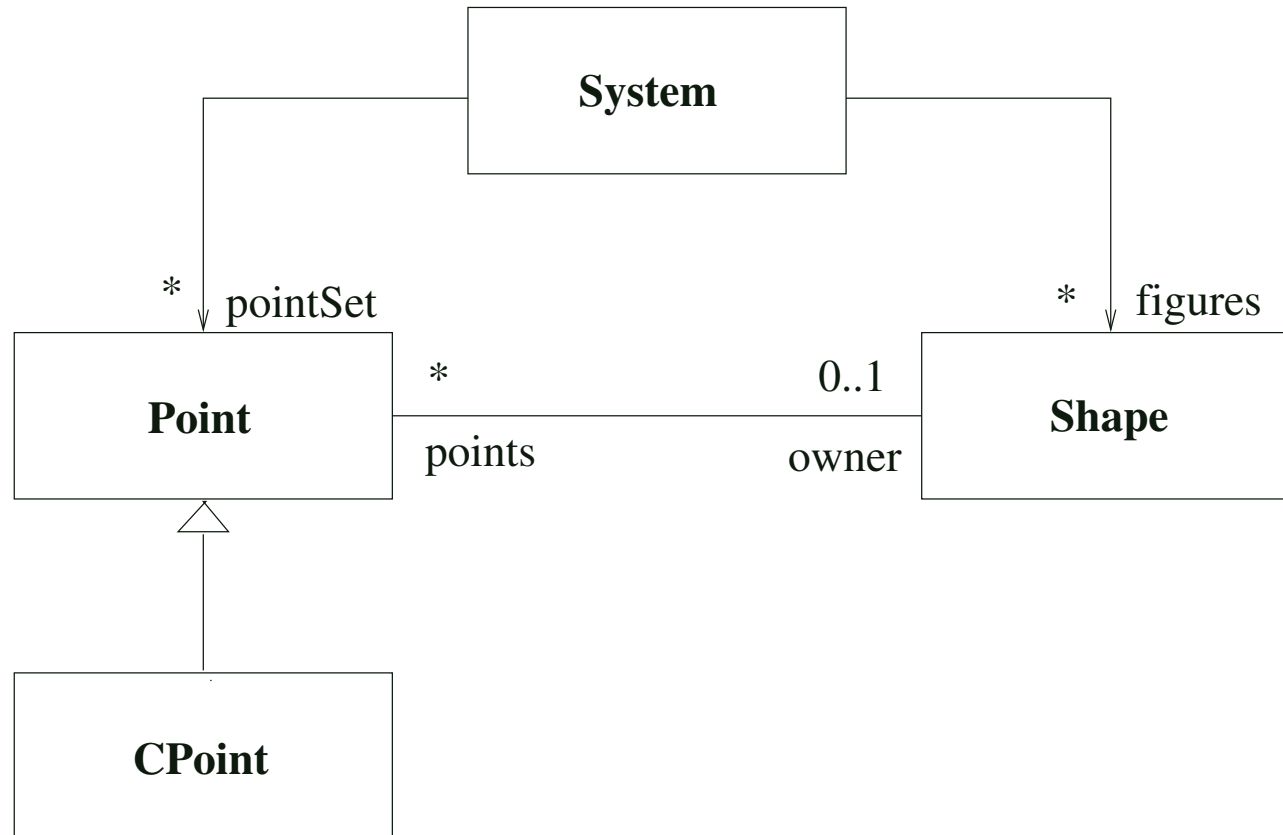 System
*
pointSet
*
figures
Point
*
points
0..1
owner
Shape
CPoint